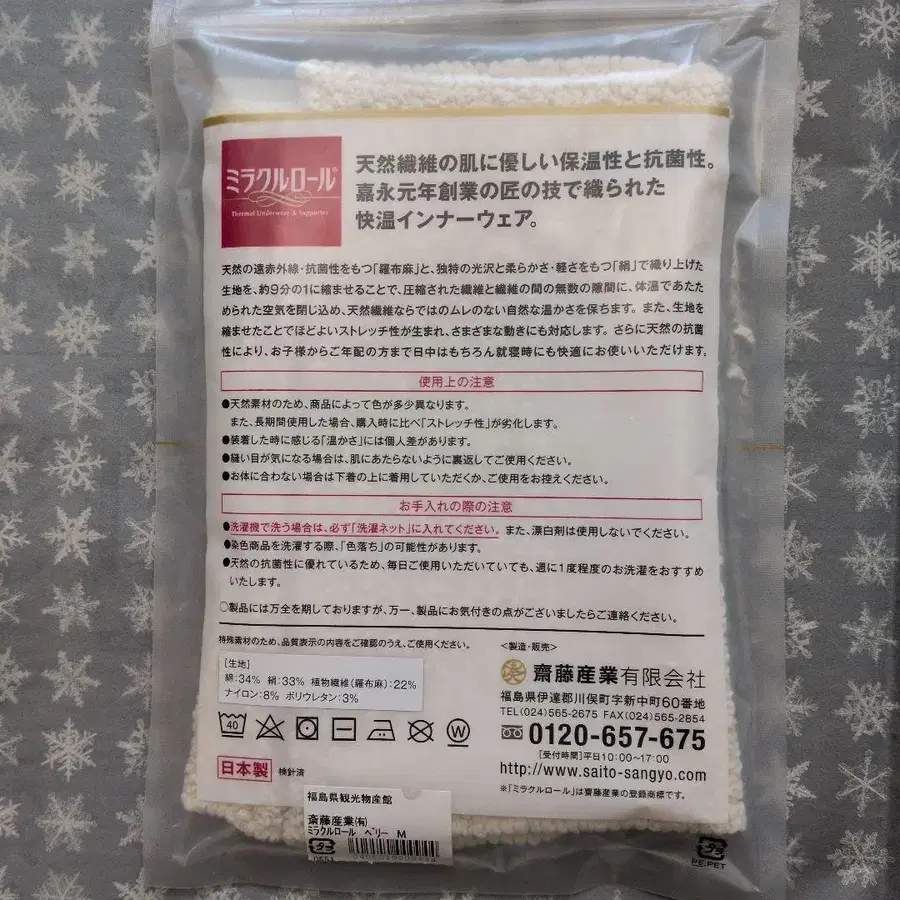 ミラクルロール®
Thermal Underwear & Supporter
天然繊維の肌に優しい保温性と抗菌性。
嘉永元年創業の匠の技で織られた
快温インナーウェア。
天然の遠赤外線・抗菌性をもつ「羅布麻」と、独特の光沢と柔らかさ・軽さをもつ「絹」で織り上げた
生地を、約9分の1に縮ませることで、圧縮された繊維と繊維の間の無数の隙間に、体温であたた
められた空気を閉じ込め、天然繊維ならではのムレのない自然な温かさを保ちます。また、生地を
縮ませたことでほどよいストレッチ性が生まれ、さまざまな動きにも対応します。さらに天然の抗菌
性により、お子様からご年配の方まで日中はもちろん就寝時にも快適にお使いいただけます。
使用上の注意
●天然素材のため、商品によって色が多少異なります。
また、長期間使用した場合、購入時に比べ「ストレッチ性」が劣化します。
●装着した時に感じる「温かさ」には個人差があります。
●縫い目が気になる場合は、肌にあたらないように裏返してご使用ください。
●お体に合わない場合は下着の上に着用していただくか、ご使用をお控えください。
お手入れの際の注意
●洗濯機で洗う場合は、必ず「洗濯ネット」に入れてください。また、漂白剤は使用しないでください。
●染色商品を洗濯する際、「色落ち」の可能性があります。
●天然の抗菌性に優れているため、毎日ご使用いただいていても、週に1度程度のお洗濯をおすすめ
いたします。
○製品には万全を期しておりますが、万一、製品にお気付きの点がございましたらご連絡ください。
特殊素材のため、品質表示の内容をご確認のうえ、ご使用ください。
[生地]
綿:34% 絹:33% 植物繊維(羅布麻):22%
ナイロン:8% ポリウレタン:3%
40
W
日本製 検針済
<製造・販売>
齋藤産業有限会社
福島県伊達郡川俣町字新中町60番地
TEL(024)565-2675 FAX(024)565-2854
0120-657-675
[受付時間]平日10:00~17:00
http://www.saito-sangyo.com
※「ミラクルロール」は齋藤産業の登録商標です。
福島県観光物産館
斎藤産業㈲
ミラクルロール ベリー M
プラ
PE.PET